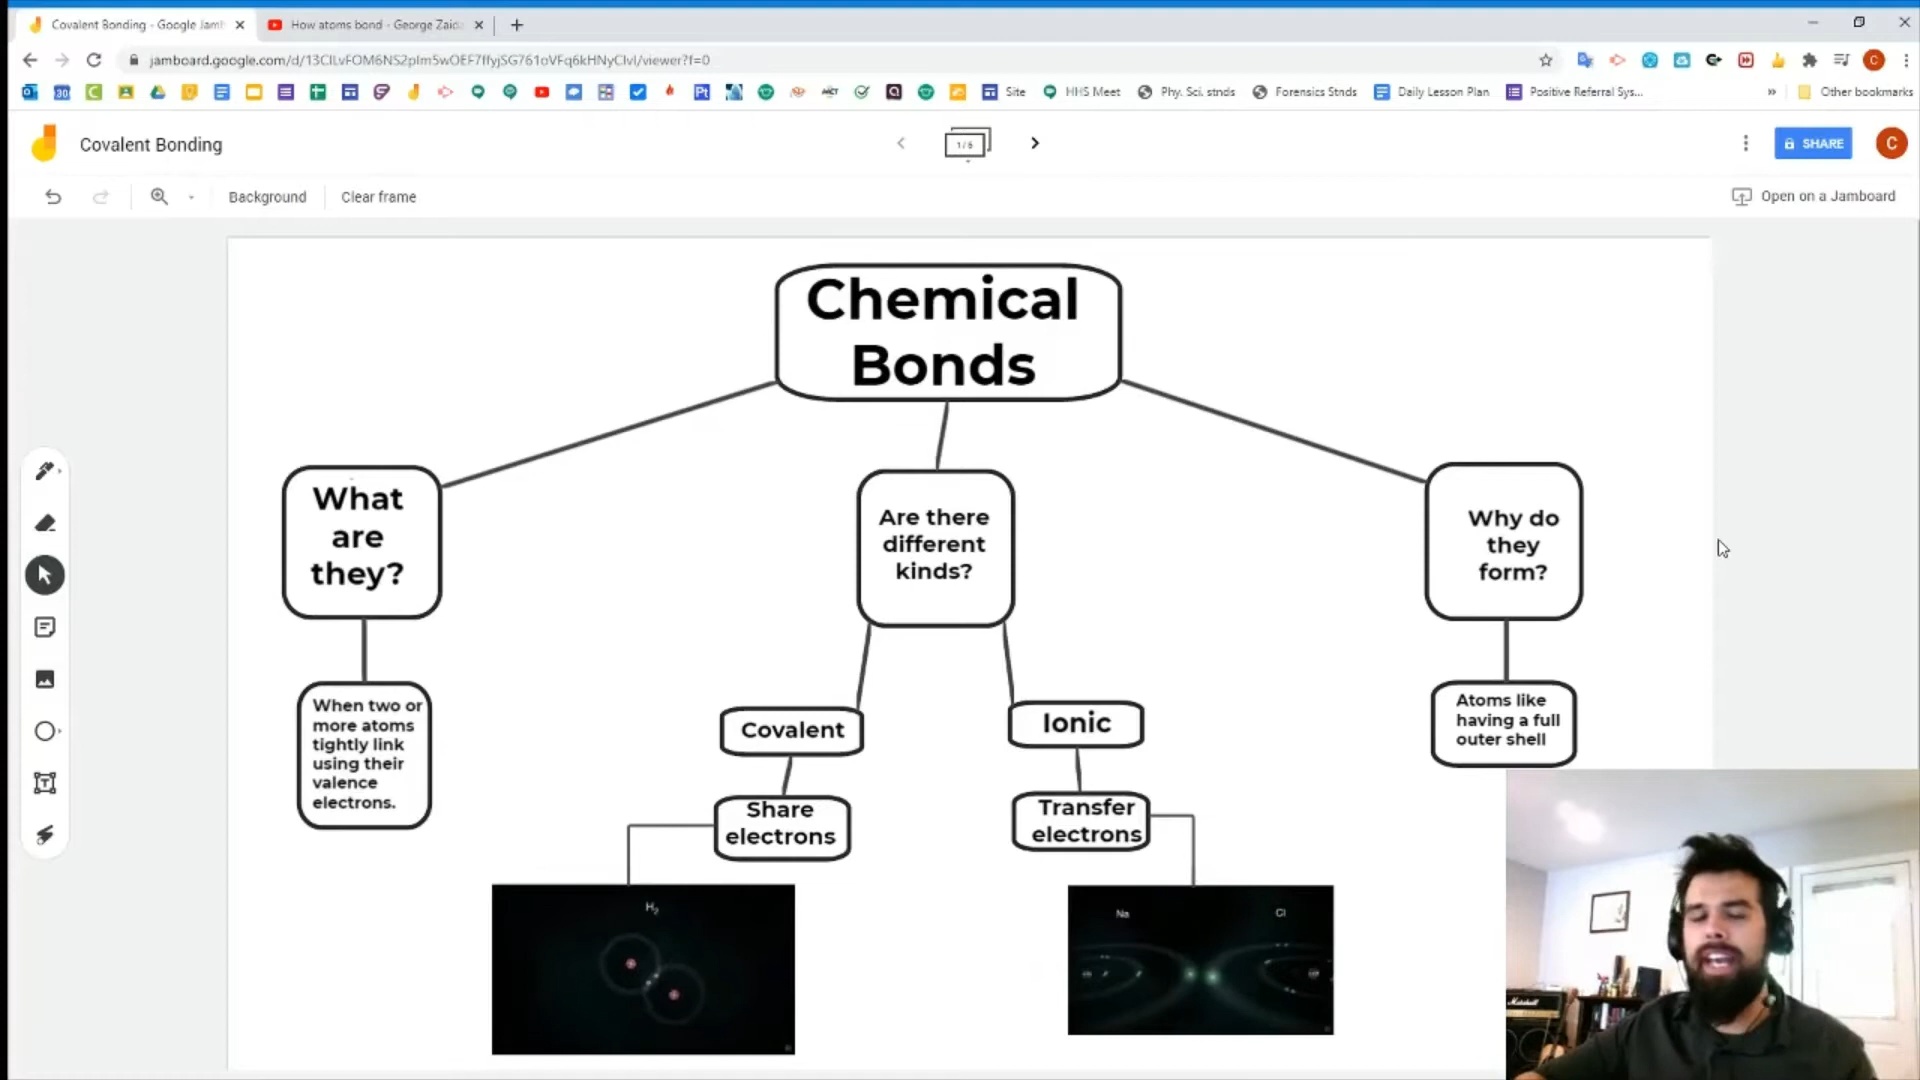 Covalent Bonding - Google Jamb
How atoms bond - George Zaid
jamboard.google.com/d/
Site
HHS Meet
Phy. Sci. stnds
Forensics Stnds
Daily Lesson Plan
Positive Referral Sys...
Other bookmarks
Covalent Bonding
1/6
SHARE
C
Background
Clear frame
Open on a Jamboard
Chemical
Bonds
What
are
they?
Are there
different
kinds?
Why do
they
form?
When two or
more atoms
tightly link
using their
valence
electrons.
Covalent
Ionic
Atoms like
having a full
outer shell
Share
electrons
Transfer
electrons
H₂
Na
Cl
Marshall